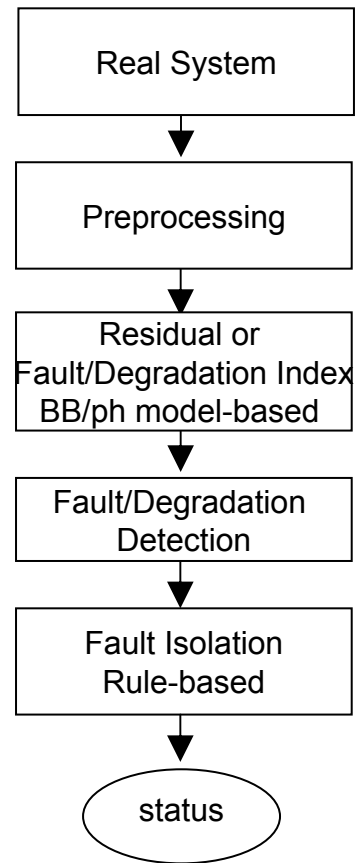 Real System
Preprocessing
Residual or
Fault/Degradation Index
BB/ph model-based
Fault/Degradation
Detection
Fault Isolation
Rule-based
status